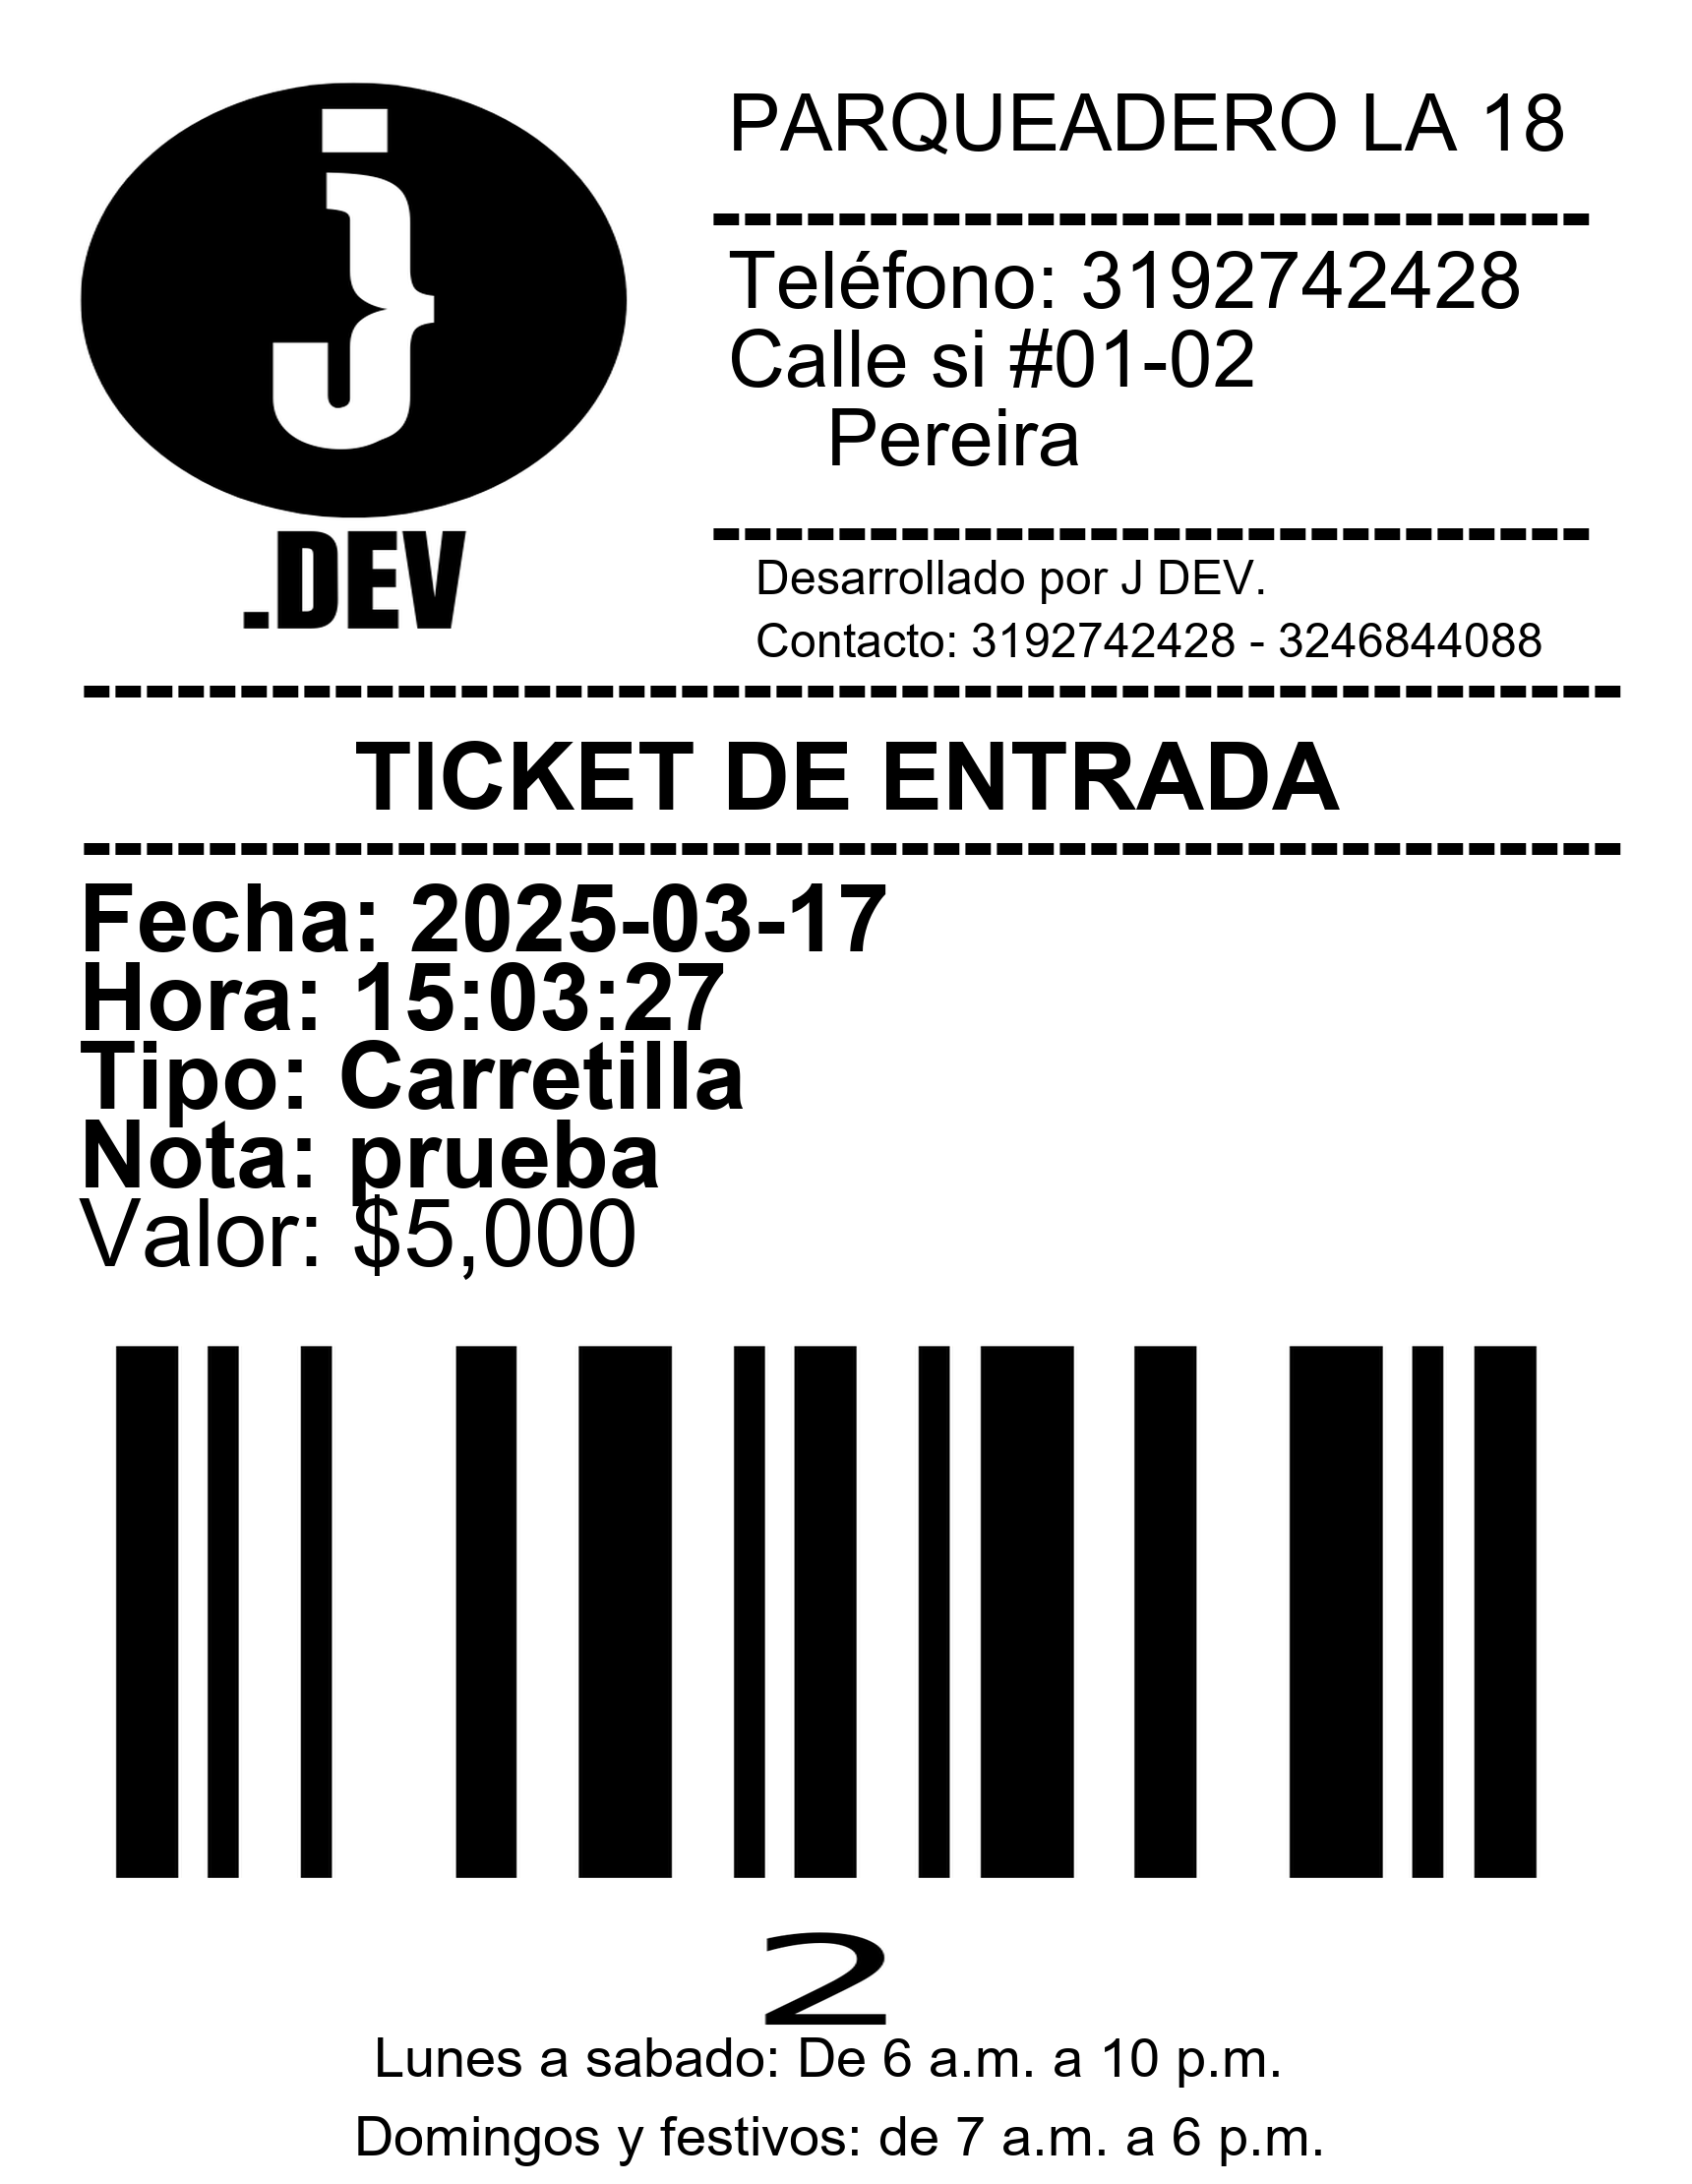 j
.DEV
PARQUEADERO LA 18
----------------------------
Teléfono: 3192742428
Calle si #01-02
Pereira
----------------------------
Desarrollado por J DEV.
Contacto: 3192742428 - 3246844088
-------------------------------------------------
TICKET DE ENTRADA
-------------------------------------------------
Fecha: 2025-03-17
Hora: 15:03:27
Tipo: Carretilla
Nota: prueba
Valor: $5,000
2
Lunes a sabado: De 6 a.m. a 10 p.m.
Domingos y festivos: de 7 a.m. a 6 p.m.